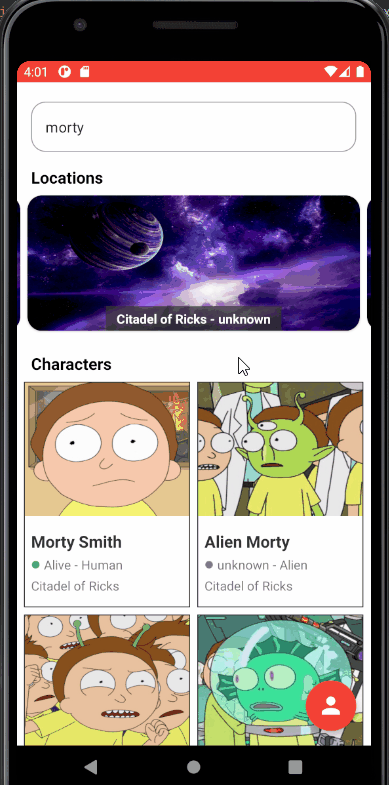 4:01
morty
Locations
Citadel of Ricks - unknown
Characters
Morty Smith
Alive - Human
Citadel of Ricks
Alien Morty
unknown - Alien
Citadel of Ricks